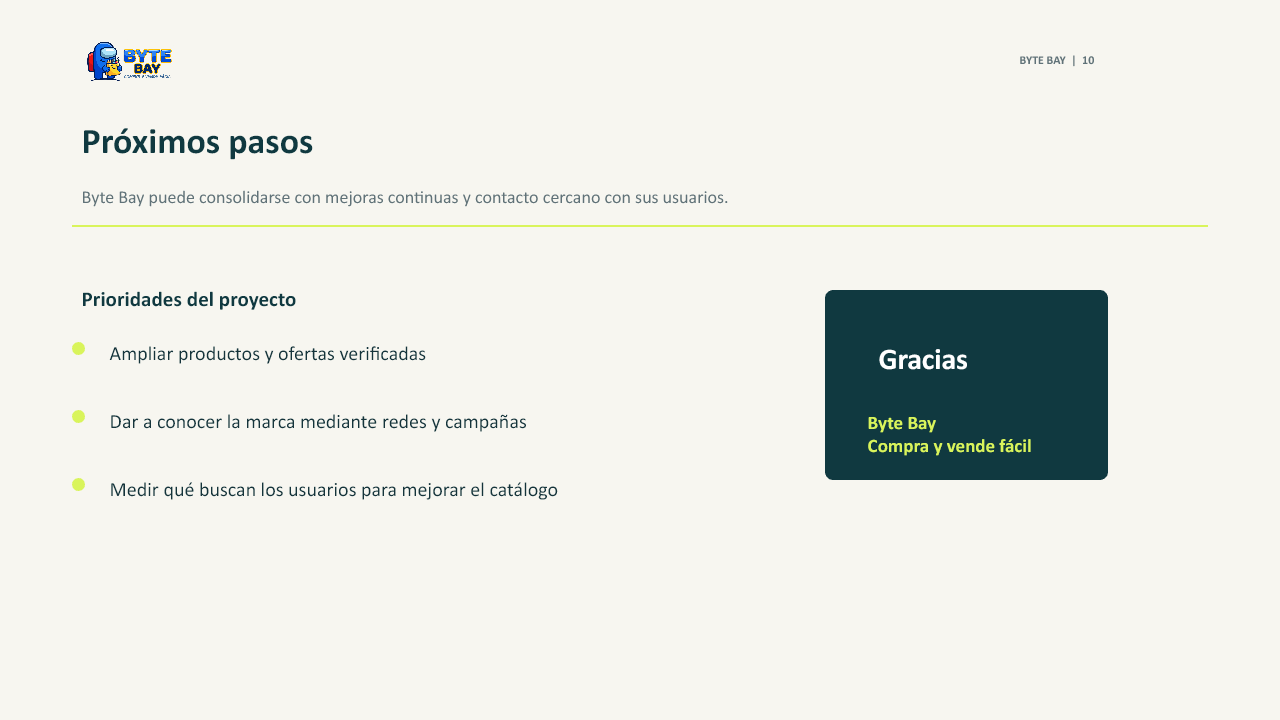 BYTE
BAY
BYTE BAY | 10
Próximos pasos
Byte Bay puede consolidarse con mejoras continuas y contacto cercano con sus usuarios.
Prioridades del proyecto
Ampliar productos y ofertas verificadas
Dar a conocer la marca mediante redes y campañas
Medir qué buscan los usuarios para mejorar el catálogo
Gracias
Byte Bay
Compra y vende fácil